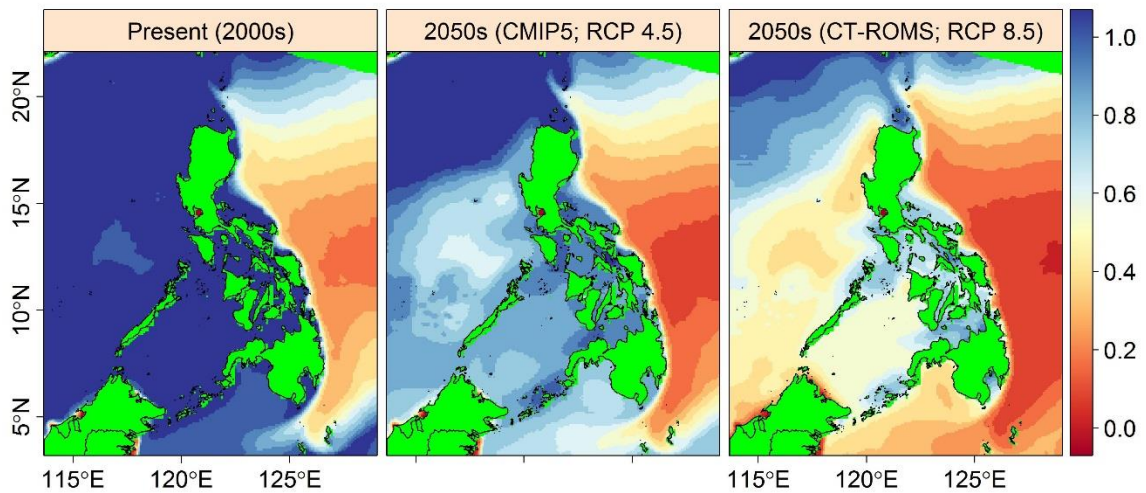 Present (2000s)
2050s (CMIP5; RCP 4.5)
2050s (CT-ROMS; RCP 8.5)
20°N
15°N
10°N
5°N
115°E
120°E
125°E
115°E
120°E
125°E
1.0
0.8
0.6
0.4
0.2
0.0